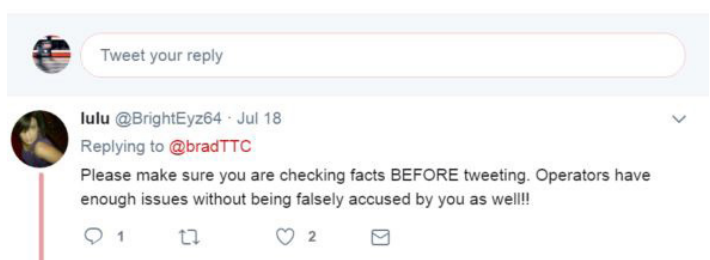 Tweet your reply
lulu @BrightEyz64 · Jul 18
Replying to @bradTTC
Please make sure you are checking facts BEFORE tweeting. Operators have
enough issues without being falsely accused by you as well!!
1 2